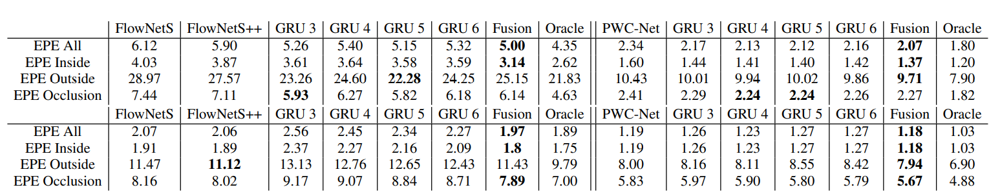 FlowNetS FlowNetS++ GRU 3 GRU 4 GRU 5 GRU 6 Fusion Oracle PWC-Net GRU 3 GRU 4 GRU 5 GRU 6 Fusion Oracle
EPE All 6.12 5.90 5.26 5.40 5.15 5.32 5.00 4.35 2.34 2.17 2.13 2.12 2.16 2.07 1.80
EPE Inside 4.03 3.87 3.61 3.64 3.58 3.59 3.14 2.62 1.60 1.44 1.41 1.40 1.42 1.37 1.20
EPE Outside 28.97 27.57 23.26 24.60 22.28 24.25 25.15 21.83 10.43 10.01 9.94 10.02 9.86 9.71 7.90
EPE Occlusion 7.44 7.11 5.93 6.27 5.82 6.18 6.14 4.63 2.41 2.29 2.24 2.24 2.26 2.27 1.82
FlowNetS FlowNetS++ GRU 3 GRU 4 GRU 5 GRU 6 Fusion Oracle PWC-Net GRU 3 GRU 4 GRU 5 GRU 6 Fusion Oracle
EPE All 2.07 2.06 2.56 2.45 2.34 2.27 1.97 1.89 1.19 1.26 1.23 1.27 1.27 1.18 1.03
EPE Inside 1.91 1.89 2.37 2.27 2.16 2.09 1.8 1.75 1.19 1.26 1.23 1.27 1.27 1.18 1.03
EPE Outside 11.47 11.12 13.13 12.76 12.65 12.43 11.43 9.79 8.00 8.16 8.11 8.55 8.42 7.94 6.90
EPE Occlusion 8.16 8.02 9.17 9.07 8.84 8.71 7.89 7.00 5.83 5.97 5.90 5.80 5.79 5.67 4.88